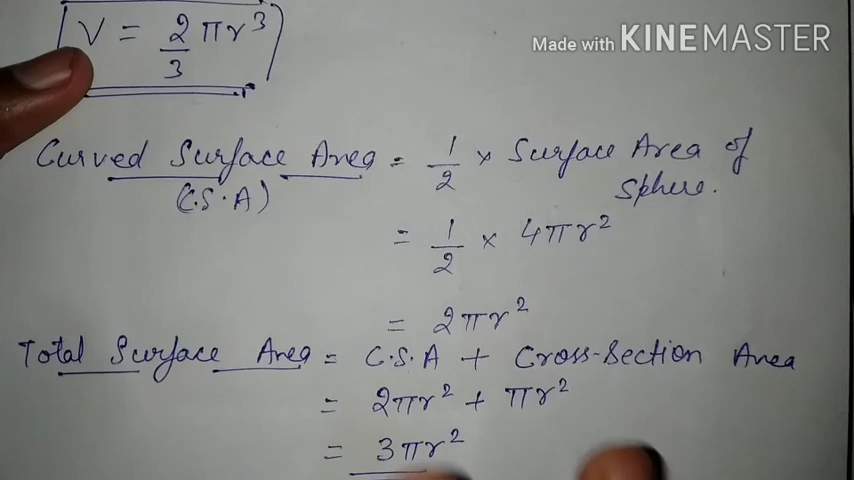 Made with KINEMASTER
V = 2/3 πr³
Curved Surface Area = 1/2 × Surface Area of
(C.S.A) Sphere.
= 1/2 × 4πr²
= 2πr²
Total Surface Area = C.S.A + Cross-Section Area
= 2πr² + πr²
= 3πr²